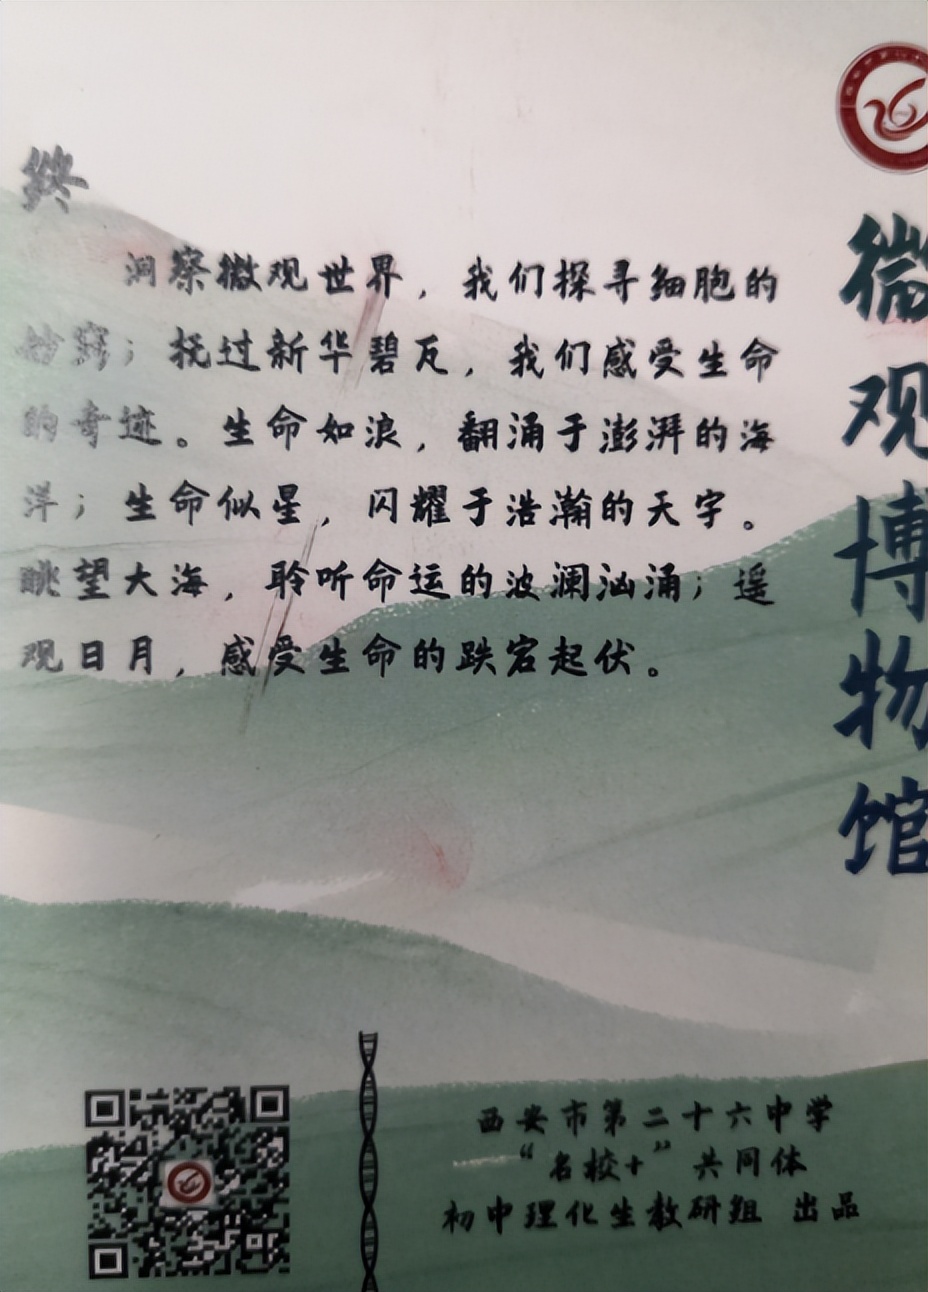 终
洞察微观世界，我们探寻细胞的
妙窍；抚过新华碧瓦，我们感受生命
的奇迹。生命如浪，翻涌于澎湃的海
洋；生命似星，闪耀于浩瀚的天宇。
眺望大海，聆听命运的波澜汹涌；遥
观日月，感受生命的跌宕起伏。
微观博物馆
西安市第二十六中学
“名校+”共同体
初中理化生教研组 出品